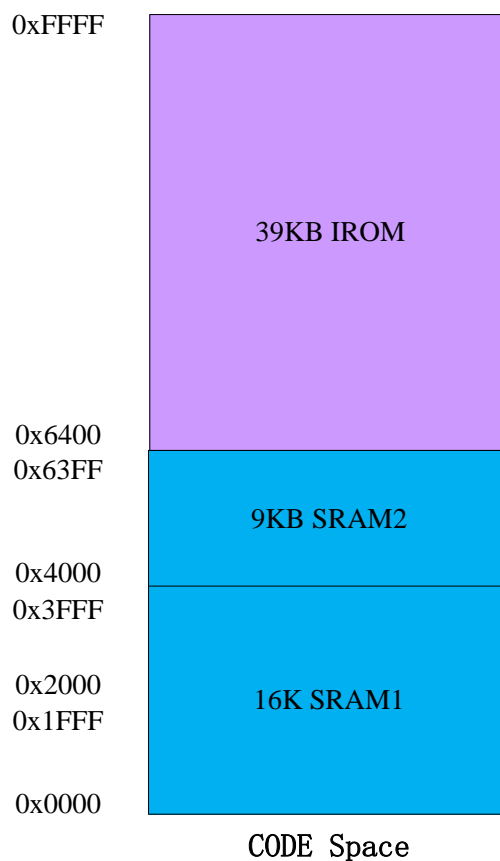 0xFFFF
39KB IROM
0x6400
0x63FF
9KB SRAM2
0x4000
0x3FFF
0x2000
16K SRAM1
0x1FFF
0x0000
CODE Space